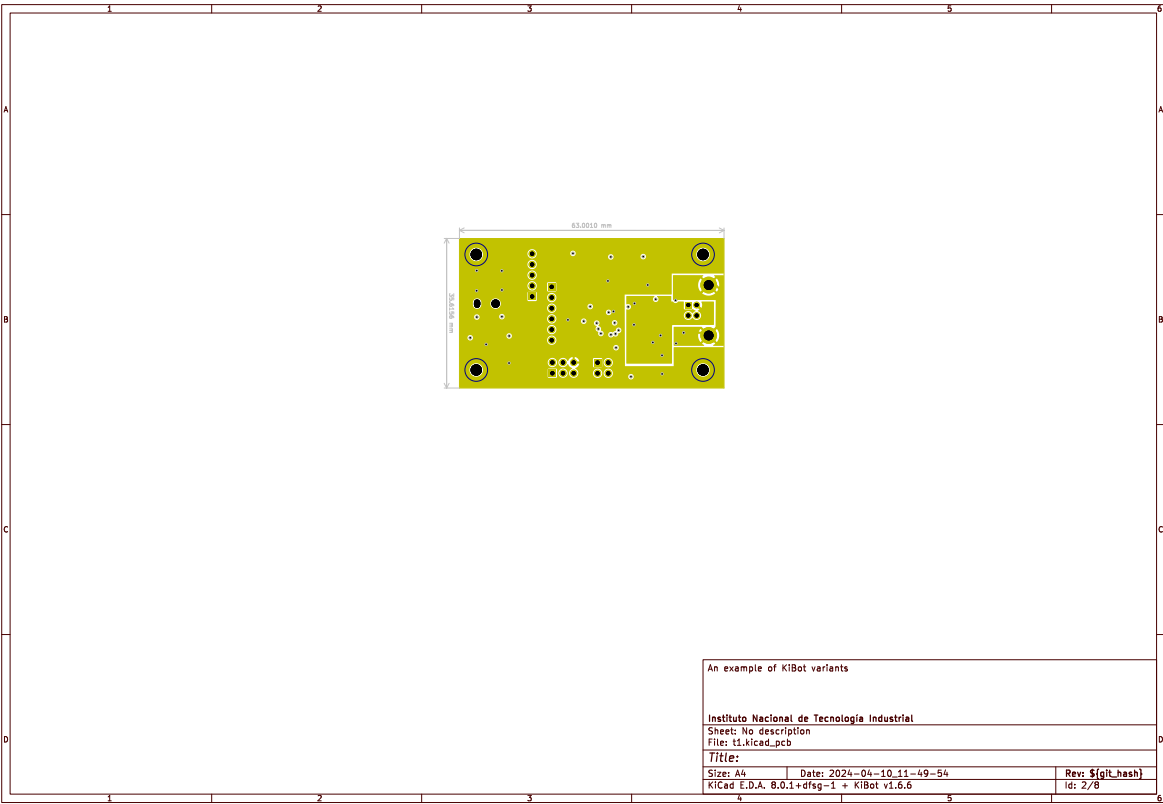 1 2 3 4 5 6
A A
63.0010 mm
B B
C C
An example of KiBot variants
Instituto Nacional de Tecnología Industrial
Sheet: No description
File: t1.kicad_pcb
D D
Title:
Size: A4 Date: 2024-04-10_11-49-54 Rev: ${git_hash}
KiCad E.D.A. 8.0.1+dfsg-1 + KiBot v1.6.6 Id: 2/8
1 2 3 4 5 6